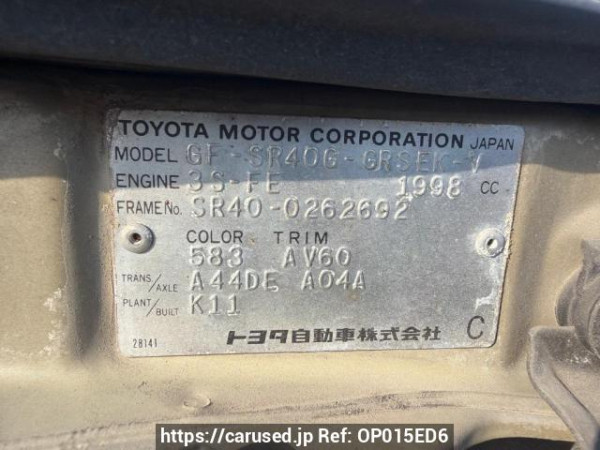 TOYOTA MOTOR CORPORATION JAPAN
MODEL GF-SR40G-GRSEK-V
ENGINE 3S-FE 1998 CC
FRAME No. SR40-0262692
COLOR TRIM
583 AV60
TRANS/AXLE A44DE A04A
PLANT/BUILT K11
28141 トヨタ自動車株式会社 C
https://carused.jp Ref: OP015ED6